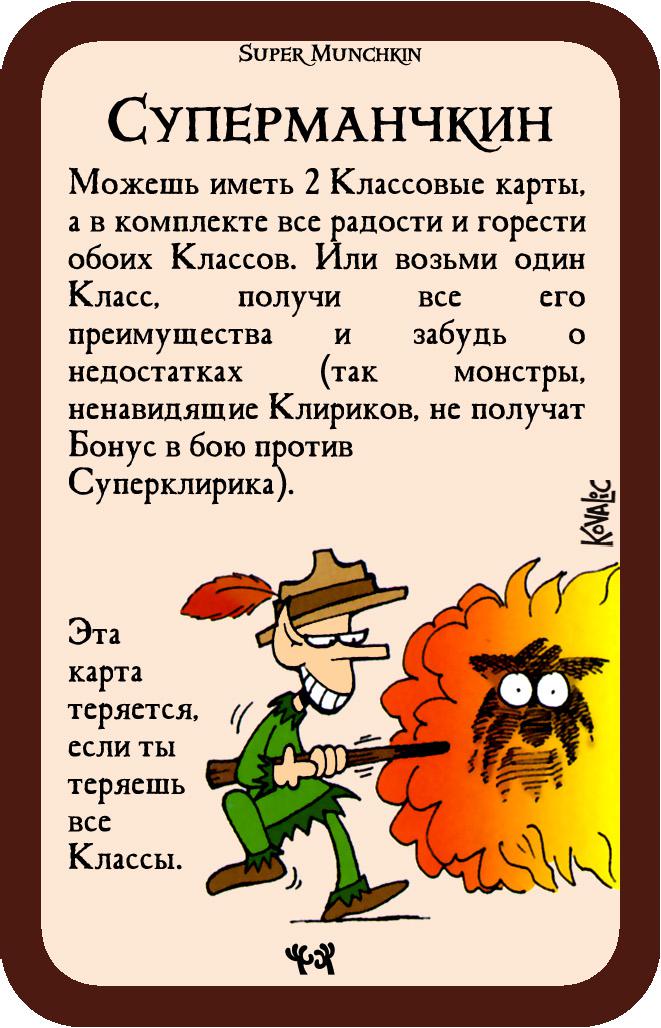 Super Munchkin
Суперманчкин
Можешь иметь 2 Классовые карты,
а в комплекте все радости и горести
обоих Классов. Или возьми один
Класс, получи все его
преимущества и забудь о
недостатках (так монстры,
ненавидящие Клириков, не получат
Бонус в бою против
Суперклирика).
Kovalic
Эта
карта
теряется,
если ты
теряешь
все
Классы.